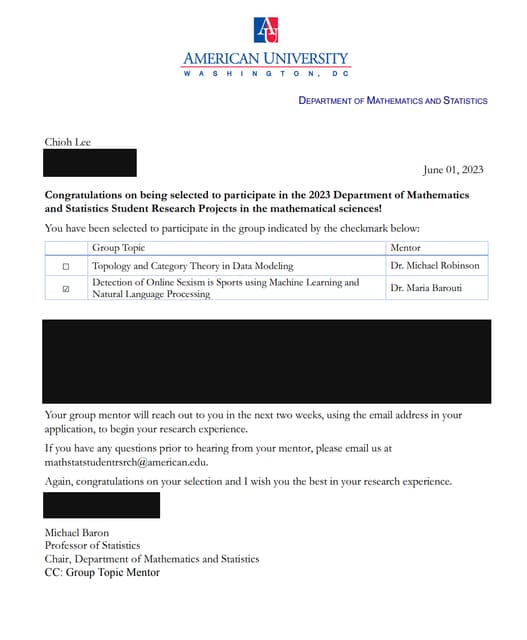 AU
AMERICAN UNIVERSITY
WASHINGTON, DC
DEPARTMENT OF MATHEMATICS AND STATISTICS
Chioh Lee
June 01, 2023
Congratulations on being selected to participate in the 2023 Department of Mathematics
and Statistics Student Research Projects in the mathematical sciences!
You have been selected to participate in the group indicated by the checkmark below:
Group Topic Mentor
☐ Topology and Category Theory in Data Modeling Dr. Michael Robinson
☑ Detection of Online Sexism is Sports using Machine Learning and
Natural Language Processing Dr. Maria Barouti
Your group mentor will reach out to you in the next two weeks, using the email address in your
application, to begin your research experience.
If you have any questions prior to hearing from your mentor, please email us at
mathstatstudentrsrch@american.edu.
Again, congratulations on your selection and I wish you the best in your research experience.
Michael Baron
Professor of Statistics
Chair, Department of Mathematics and Statistics
CC: Group Topic Mentor